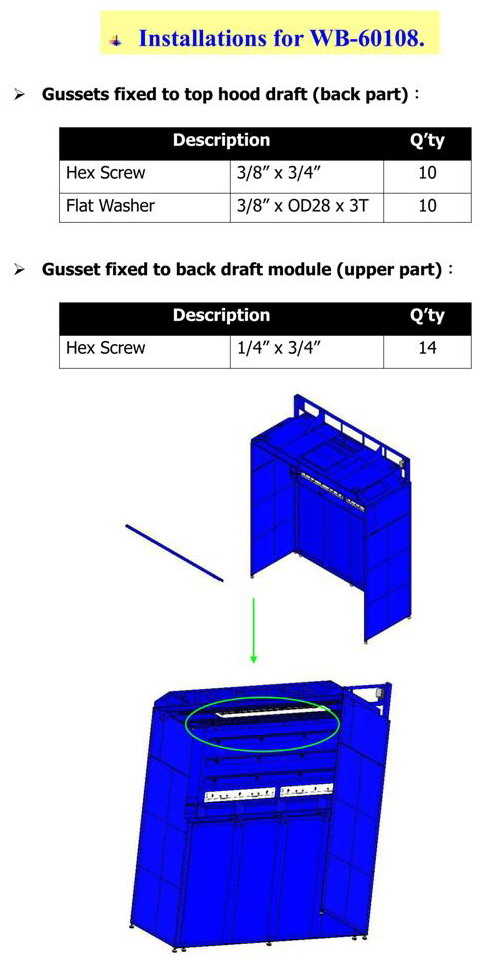 Installations for WB-60108.
Gussets fixed to top hood draft (back part)：
Description Q’ty
Hex Screw 3/8” x 3/4” 10
Flat Washer 3/8” x OD28 x 3T 10
Gusset fixed to back draft module (upper part)：
Description Q’ty
Hex Screw 1/4” x 3/4” 14